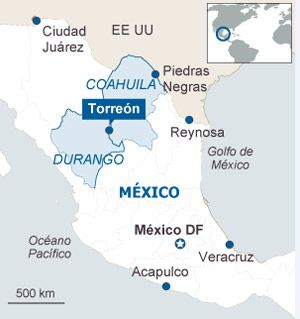 EE UU
Ciudad
Juárez
COAHUILA
Piedras
Negras
Torreón
Reynosa
DURANGO
Golfo de
México
MÉXICO
México DF
Océano
Pacífico
Veracruz
Acapulco
500 km